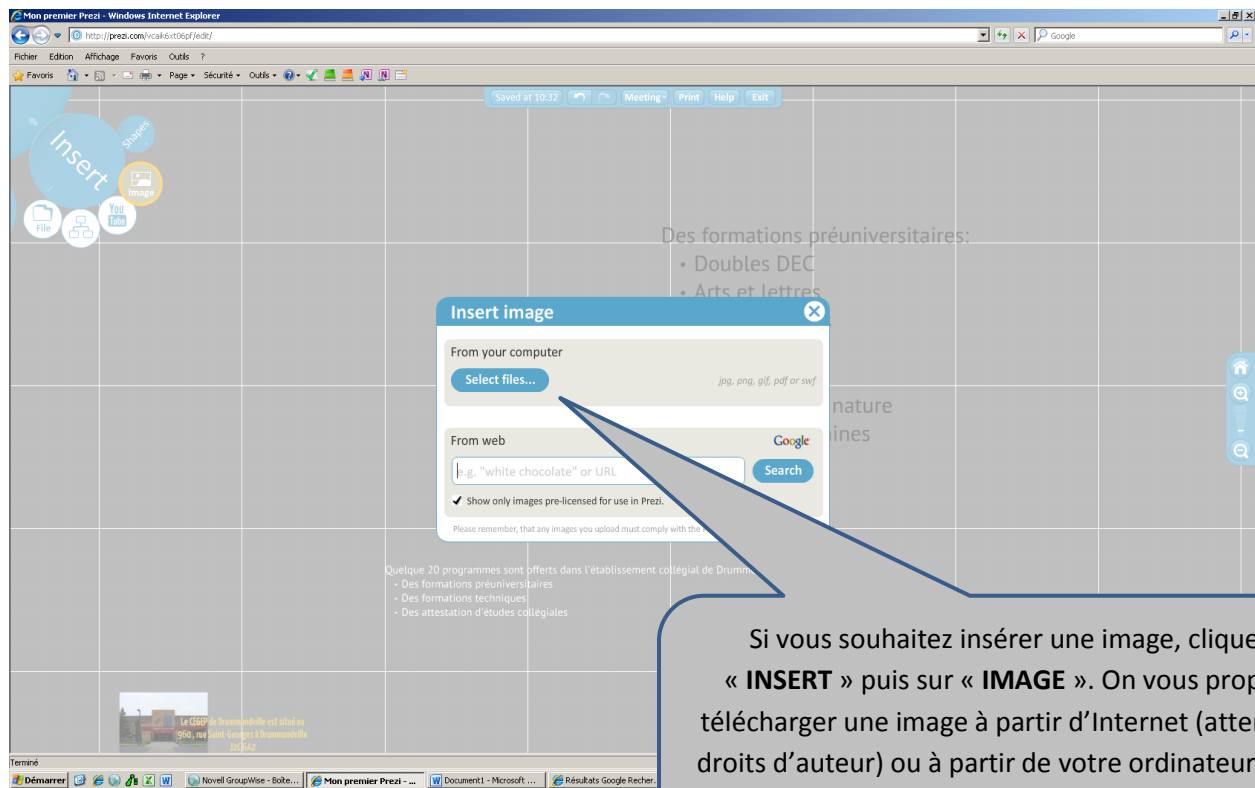 Mon premier Prezi - Windows Internet Explorer
http://prezi.com/vcaik6xt06pf/edit/
Google
Fichier Edition Affichage Favoris Outils ?
Favoris Page Sécurité Outils
Saved at 10:32 Meeting Print Help Exit
Insert
Shapes
Image
You Tube
File
Des formations préuniversitaires:
• Doubles DEC
• Arts et lettres
Insert image
From your computer
Select files...
jpg, png, gif, pdf or swf
nature
From web
Google
e.g. "white chocolate" or URL
Search
Show only images pre-licensed for use in Prezi.
Please remember, that any images you upload must comply with the
Quelque 20 programmes sont offerts dans l'établissement collégial de Drumm
• Des formations préuniversitaires
• Des formations techniques
• Des attestation d'études collégiales
Si vous souhaitez insérer une image, clique
« INSERT » puis sur « IMAGE ». On vous prop
télécharger une image à partir d'Internet (atten
droits d'auteur) ou à partir de votre ordinateur
Le CÉGEP de Drummondville est situé au
960, rue Saint-Georges à Drummondville
J2C 6A2
Terminé
Démarrer Novell GroupWise - Boîte... Mon premier Prezi - ... Document1 - Microsoft ... Résultats Google Recher.